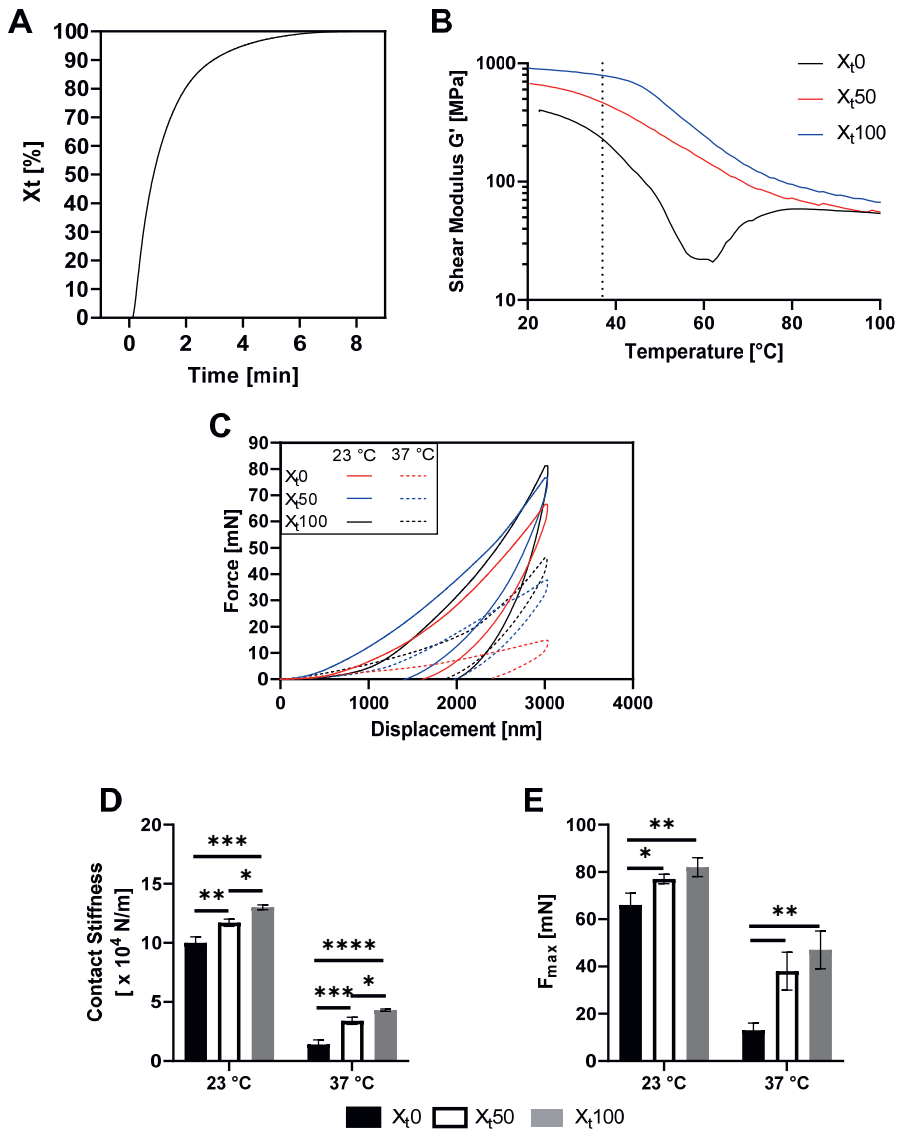 A
Xt [%]
100
90
80
70
60
50
40
30
20
10
0
0 2 4 6 8
Time [min]
B
Shear Modulus G' [MPa]
1000
100
10
20 40 60 80 100
Temperature [°C]
Xt0
Xt50
Xt100
C
Force [mN]
90
80
70
60
50
40
30
20
10
0
23 °C 37 °C
Xt0
Xt50
Xt100
0 1000 2000 3000 4000
Displacement [nm]
D
Contact Stiffness
[ x 10⁴ N/m]
20
15
10
5
0
***
**
*
****
***
*
23 °C 37 °C
E
Fmax [mN]
100
80
60
40
20
0
**
*
**
23 °C 37 °C
Xt0 Xt50 Xt100